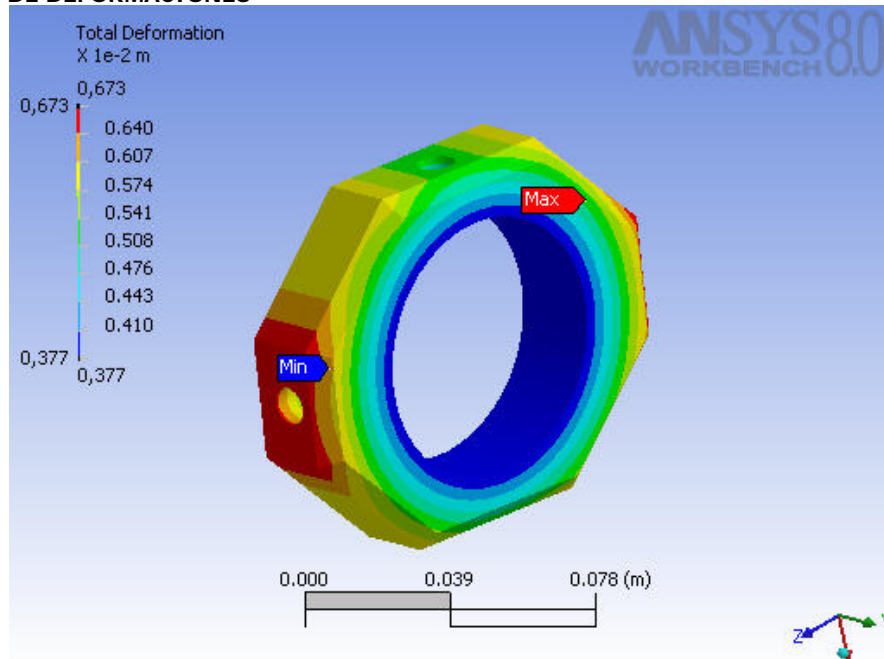 DE DEFORMACIONES
Total Deformation
X 1e-2 m
0,673
0,673
0.640
0.607
0.574
0.541
0.508
0.476
0.443
0.410
0,377
0,377
ANSYS 8.0
WORKBENCH
Max
Min
0.000 0.039 0.078 (m)
Z
Y